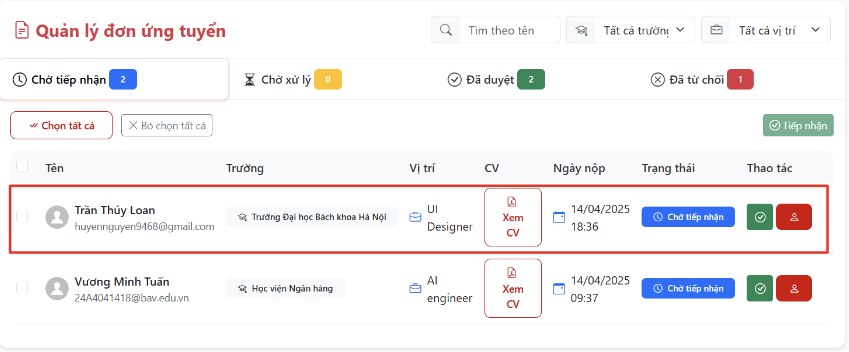 Quản lý đơn ứng tuyển
Tìm theo tên
Tất cả trường
Tất cả vị trí
Chờ tiếp nhận 2
Chờ xử lý 0
Đã duyệt 2
Đã từ chối 1
Chọn tất cả
Bỏ chọn tất cả
Tiếp nhận
Tên Trường Vị trí CV Ngày nộp Trạng thái Thao tác
Trần Thúy Loan
huyennguyen9468@gmail.com
Trường Đại học Bách khoa Hà Nội
UI
Designer
Xem
CV
14/04/2025
18:36
Chờ tiếp nhận
Vương Minh Tuấn
24A4041418@bav.edu.vn
Học viện Ngân hàng
AI
engineer
Xem
CV
14/04/2025
09:37
Chờ tiếp nhận